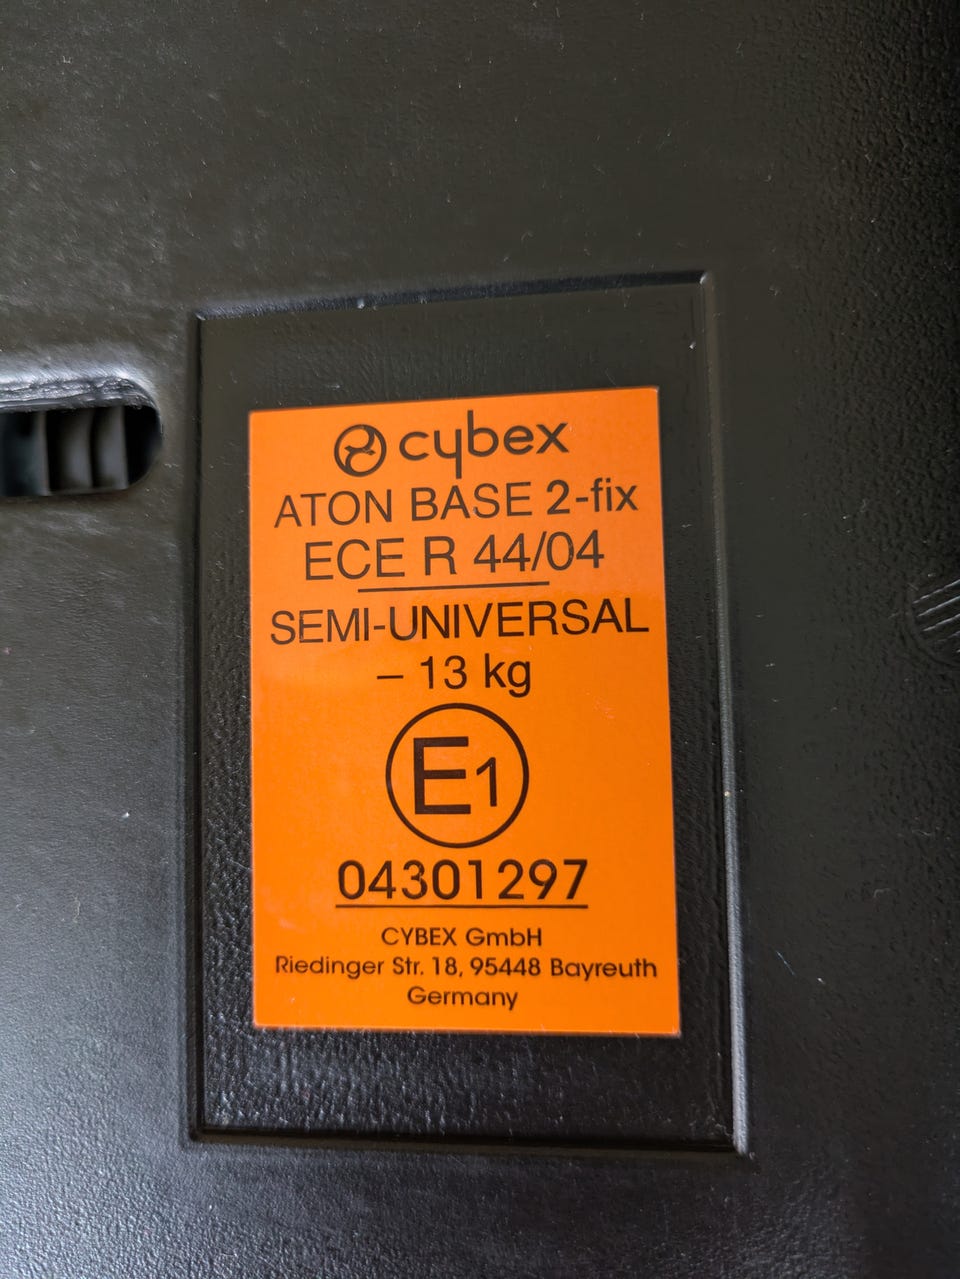 cybex
ATON BASE 2-fix
ECE R 44/04
SEMI-UNIVERSAL
– 13 kg
E1
04301297
CYBEX GmbH
Riedinger Str. 18, 95448 Bayreuth
Germany